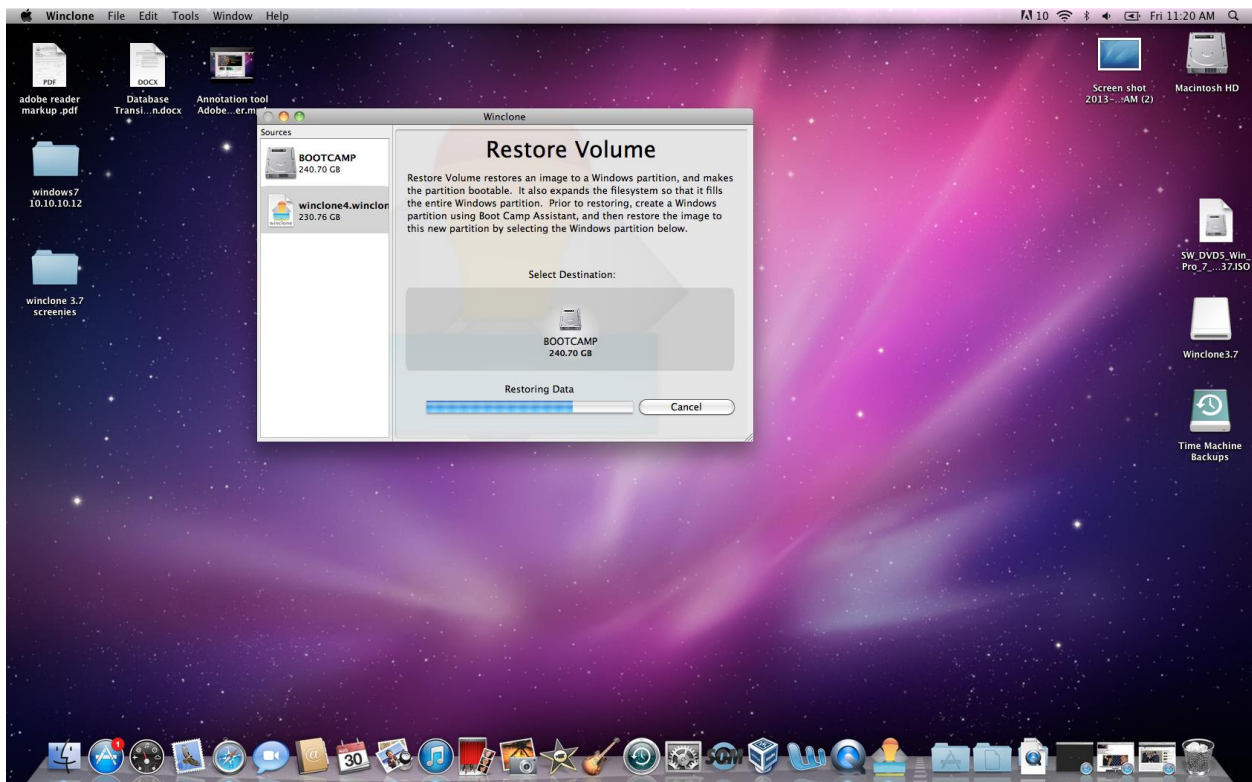 Winclone File Edit Tools Window Help
10 Fri 11:20 AM
PDF
adobe reader
markup .pdf
DOCX
Database
Transi...n.docx
Annotation tool
Screen shot
2013-...AM (2)
Macintosh HD
windows7
10.10.10.12
winclone 3.7
screenies
SW_DVD5_Win_
Pro_7_...37.ISO
Winclone3.7
Time Machine
Backups
Winclone
Sources
BOOTCAMP
240.70 GB
winclone4.winclon
230.76 GB
winclone
Restore Volume
Restore Volume restores an image to a Windows partition, and makes
the partition bootable. It also expands the filesystem so that it fills
the entire Windows partition. Prior to restoring, create a Windows
partition using Boot Camp Assistant, and then restore the image to
this new partition by selecting the Windows partition below.
Select Destination:
BOOTCAMP
240.70 GB
Restoring Data
Cancel
1
30